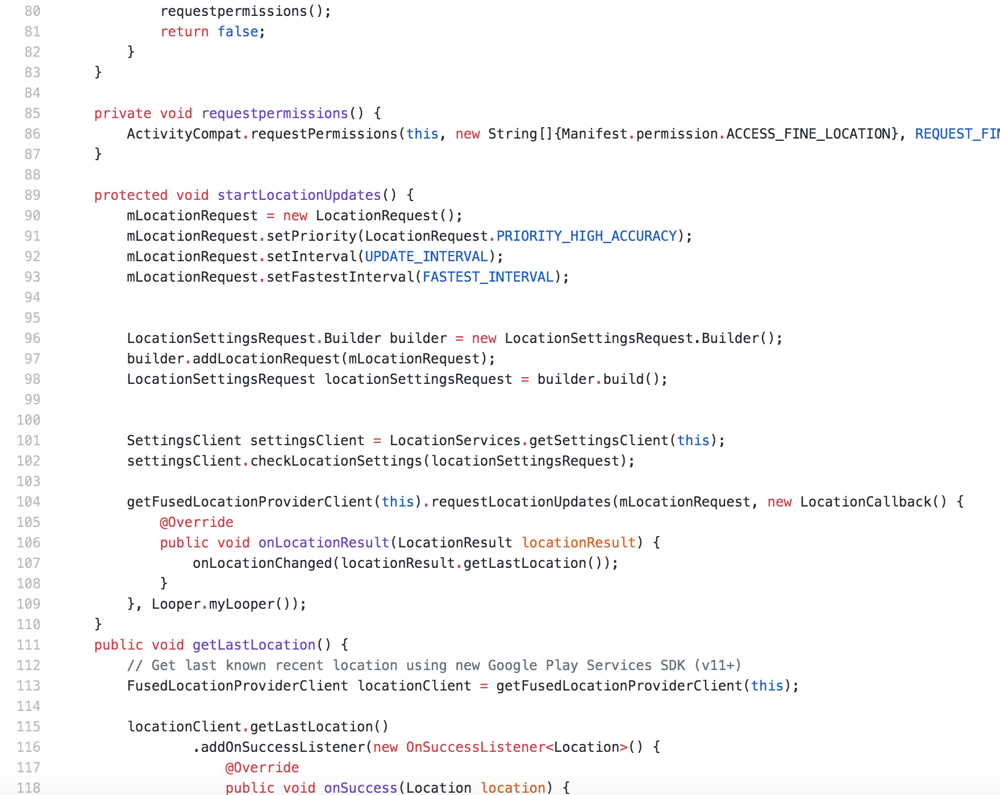 80 requestpermissions();
81 return false;
82 }
83 }
84
85 private void requestpermissions() {
86 ActivityCompat.requestPermissions(this, new String[]{Manifest.permission.ACCESS_FINE_LOCATION}, REQUEST_FIN
87 }
88
89 protected void startLocationUpdates() {
90 mLocationRequest = new LocationRequest();
91 mLocationRequest.setPriority(LocationRequest.PRIORITY_HIGH_ACCURACY);
92 mLocationRequest.setInterval(UPDATE_INTERVAL);
93 mLocationRequest.setFastestInterval(FASTEST_INTERVAL);
94
95
96 LocationSettingsRequest.Builder builder = new LocationSettingsRequest.Builder();
97 builder.addLocationRequest(mLocationRequest);
98 LocationSettingsRequest locationSettingsRequest = builder.build();
99
100
101 SettingsClient settingsClient = LocationServices.getSettingsClient(this);
102 settingsClient.checkLocationSettings(locationSettingsRequest);
103
104 getFusedLocationProviderClient(this).requestLocationUpdates(mLocationRequest, new LocationCallback() {
105 @Override
106 public void onLocationResult(LocationResult locationResult) {
107 onLocationChanged(locationResult.getLastLocation());
108 }
109 }, Looper.myLooper());
110 }
111 public void getLastLocation() {
112 // Get last known recent location using new Google Play Services SDK (v11+)
113 FusedLocationProviderClient locationClient = getFusedLocationProviderClient(this);
114
115 locationClient.getLastLocation()
116 .addOnSuccessListener(new OnSuccessListener<Location>() {
117 @Override
118 public void onSuccess(Location location) {